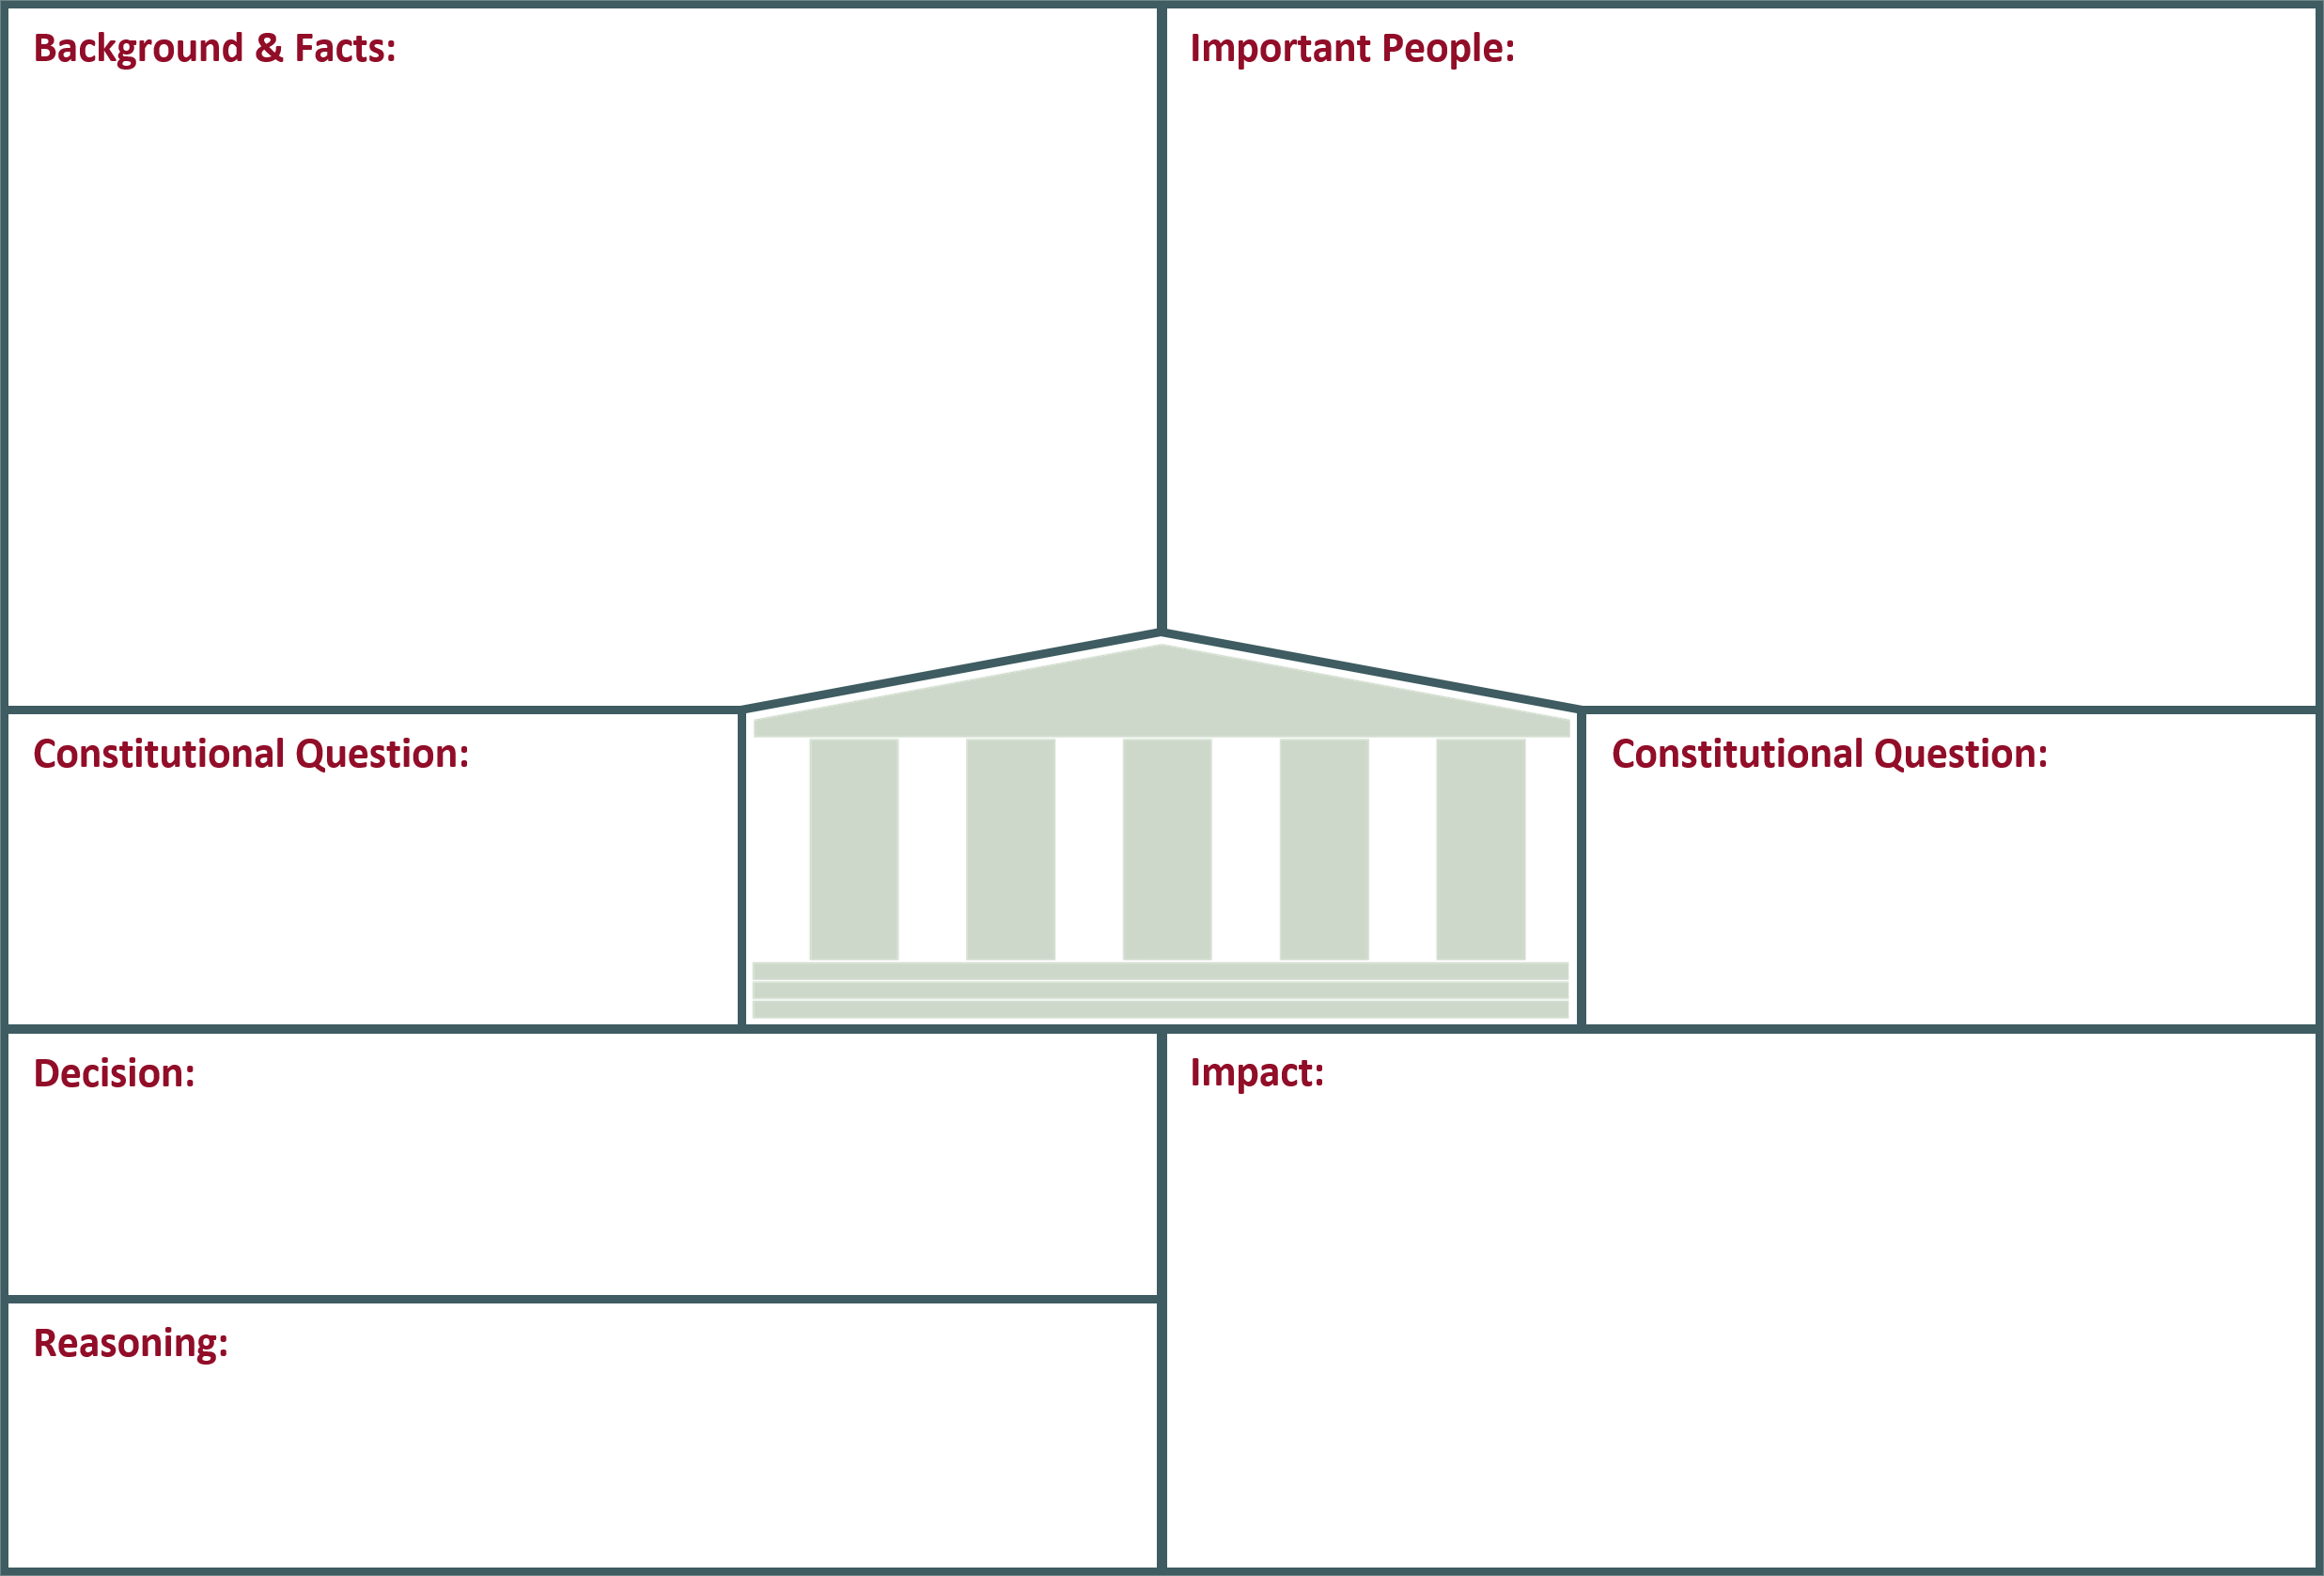 Background & Facts:
Important People:
Constitutional Question:
Constitutional Question:
Decision:
Impact:
Reasoning: